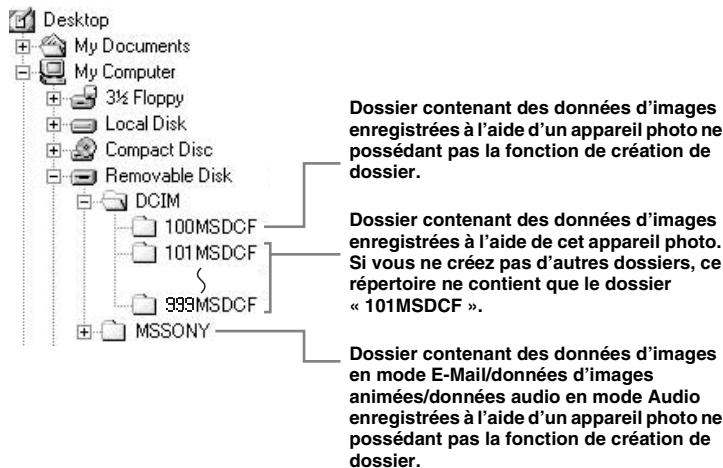 Desktop
My Documents
My Computer
3½ Floppy
Local Disk
Compact Disc
Removable Disk
DCIM
100MSDCF
101MSDCF
999MSDCF
MSSONY
Dossier contenant des données d’images
enregistrées à l’aide d’un appareil photo ne
possédant pas la fonction de création de
dossier.
Dossier contenant des données d’images
enregistrées à l’aide de cet appareil photo.
Si vous ne créez pas d’autres dossiers, ce
répertoire ne contient que le dossier
« 101MSDCF ».
Dossier contenant des données d’images
en mode E-Mail/données d’images
animées/données audio en mode Audio
enregistrées à l’aide d’un appareil photo ne
possédant pas la fonction de création de
dossier.